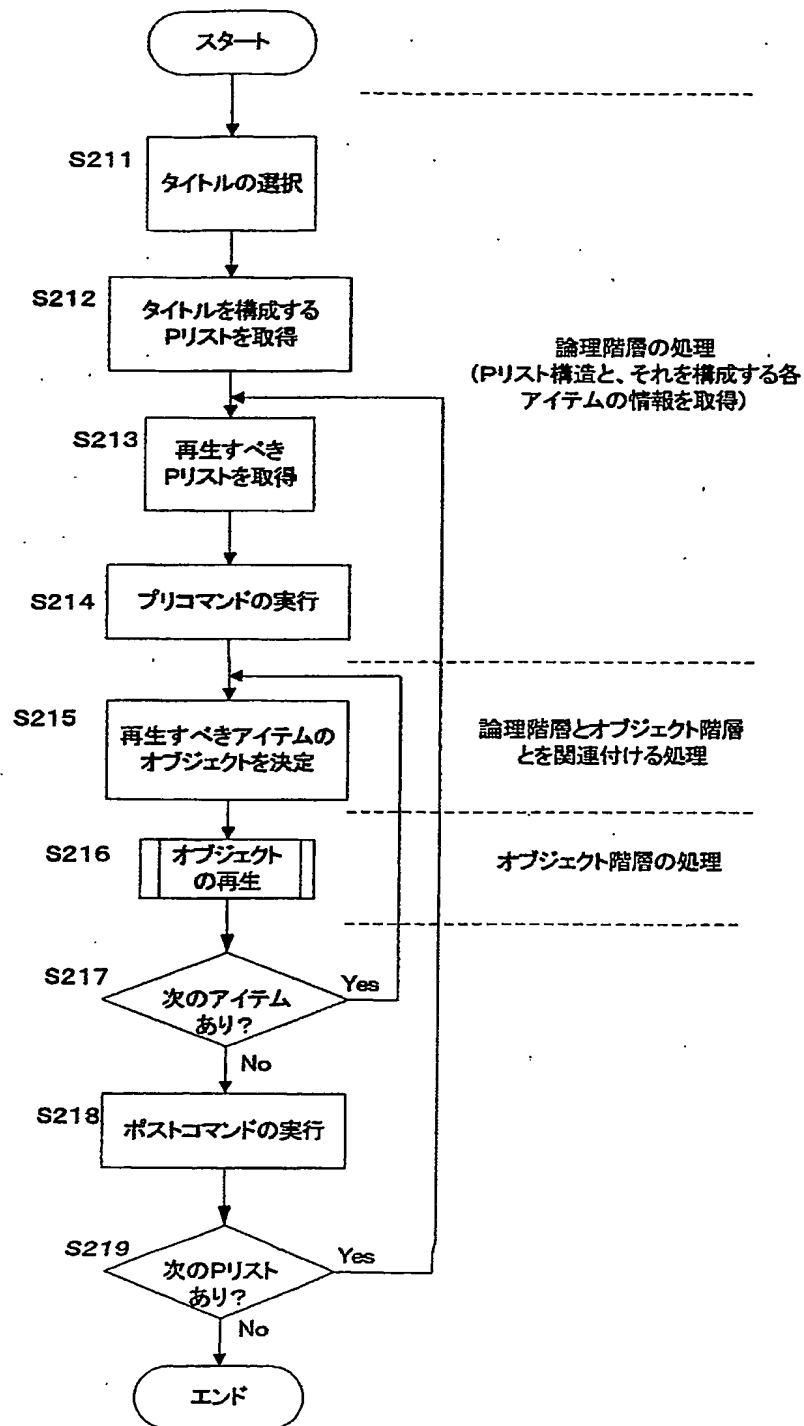 スタート
S211
タイトルの選択
S212
タイトルを構成する
Pリストを取得
論理階層の処理
(Pリスト構造と、それを構成する各
アイテムの情報を取得)
S213
再生すべき
Pリストを取得
S214
プリコマンドの実行
S215
再生すべきアイテムの
オブジェクトを決定
論理階層とオブジェクト階層
とを関連付ける処理
S216
オブジェクト
の再生
オブジェクト階層の処理
S217
次のアイテム
あり?
Yes
No
S218
ポストコマンドの実行
S219
次のPリスト
あり?
Yes
No
エンド